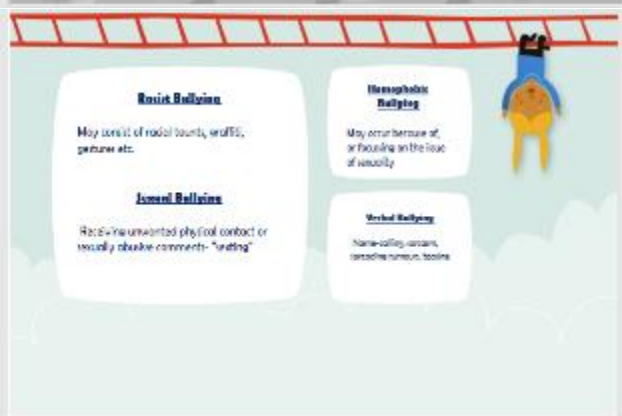 Racist Bullying
May consist of racial taunts, graffiti,
gestures etc.
Sexual Bullying
Receiving unwanted physical contact or
sexually abusive comments- "sexting"
Homophobic
Bullying
May occur because of,
or focusing on the issue
of sexuality
Verbal Bullying
Name-calling, sarcasm,
spreading rumours, teasing